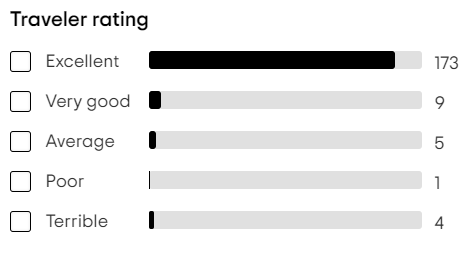 Traveler rating
Excellent 173
Very good 9
Average 5
Poor 1
Terrible 4